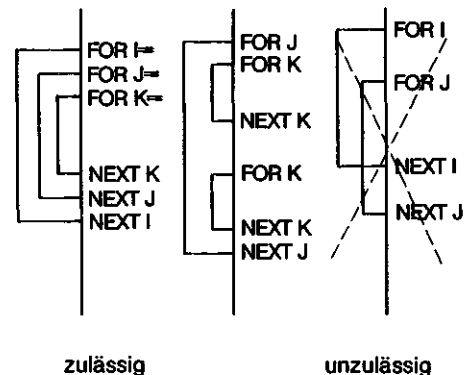 FOR I=
FOR J=
FOR K=
NEXT K
NEXT J
NEXT I
FOR J
FOR K
NEXT K
FOR K
NEXT K
NEXT J
FOR I
FOR J
NEXT I
NEXT J
zulässig
unzulässig